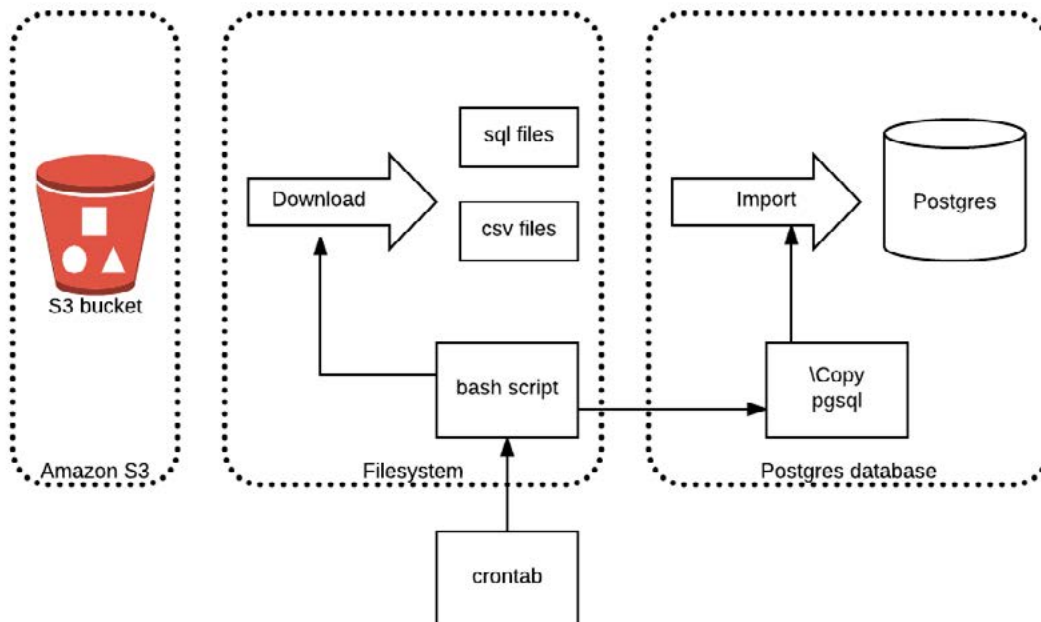 S3 bucket
Amazon S3
Download
sql files
csv files
bash script
Filesystem
Import
Postgres
\Copy
pgsql
Postgres database
crontab